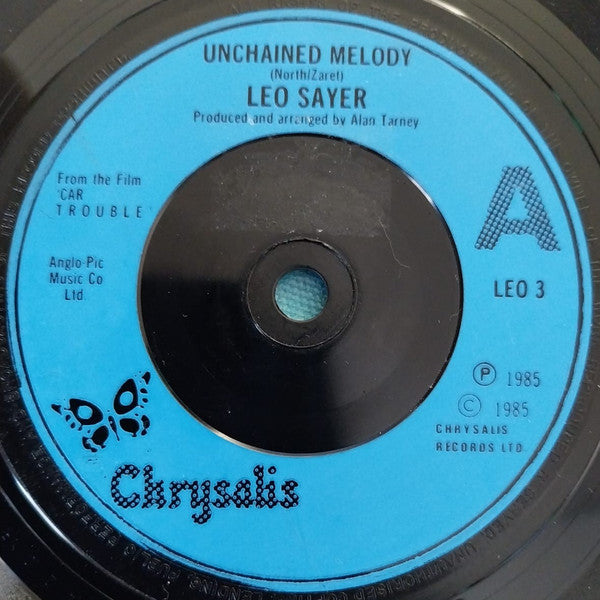 UNCHAINED MELODY
(North/Zaret)
LEO SAYER
Produced and arranged by Alan Tarney
From the Film
'CAR
TROUBLE'
A
Anglo-Pic
Music Co
Ltd
LEO 3
Ⓟ 1985
© 1985
CHRYSALIS
RECORDS LTD
Chrysalis